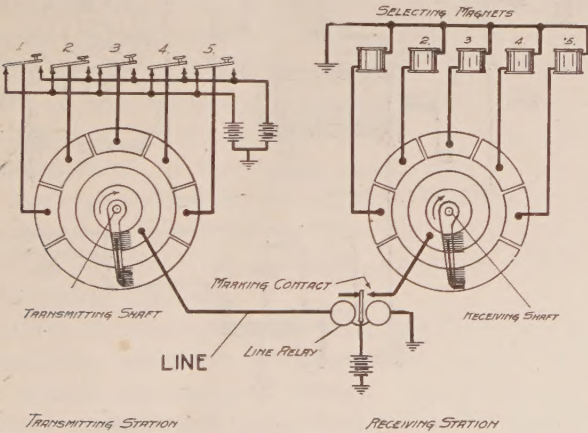 SELECTING MAGNETS
1. 2. 3 4. 5.
2. 3 4. 5.
MARKING CONTACT
TRANSMITTING SHAFT
RECEIVING SHAFT
LINE
LINE RELAY
TRANSMITTING STATION
RECEIVING STATION